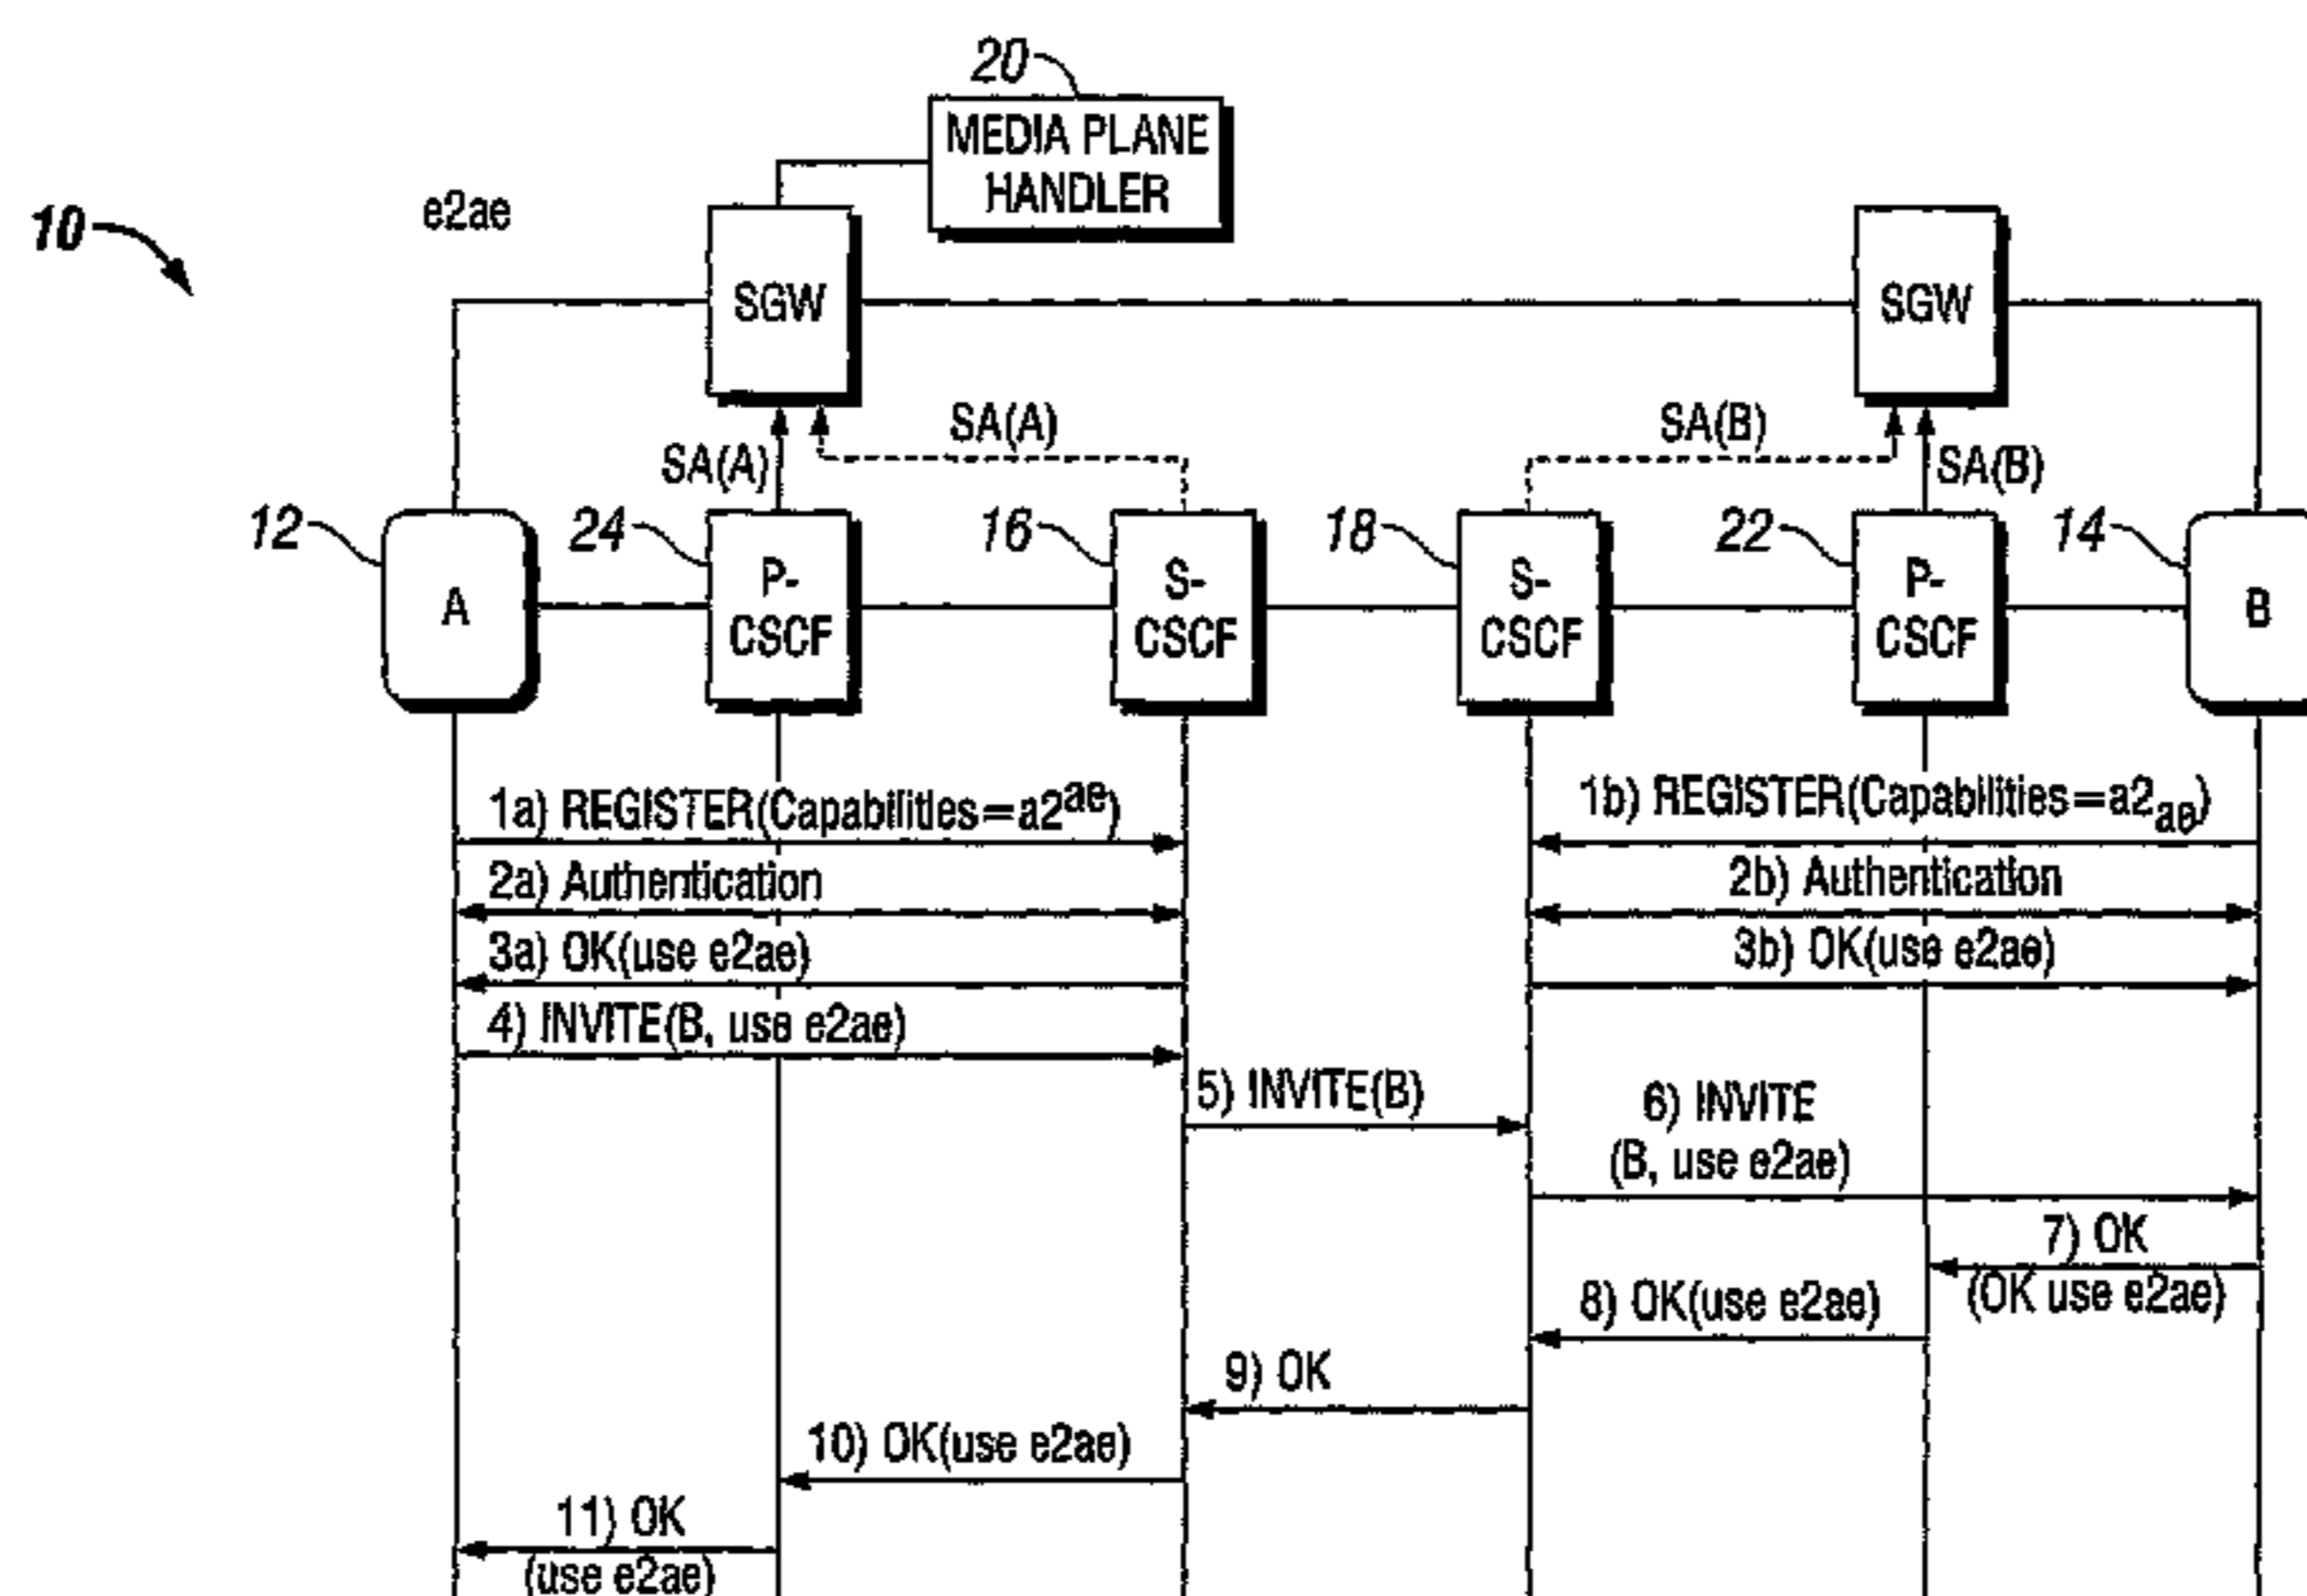 20
MEDIA PLANE
HANDLER
10
e2ae
SGW
SGW
SA(A)
SA(B)
SA(A)
SA(B)
12
24
16
18
22
14
A
P-
CSCF
S-
CSCF
S-
CSCF
P-
CSCF
B
1a) REGISTER(Capabilities=a2ae)
1b) REGISTER(Capabilities=a2ae)
2a) Authentication
2b) Authentication
3a) OK(use e2ae)
3b) OK(use e2ae)
4) INVITE(B, use e2ae)
5) INVITE(B)
6) INVITE
(B, use e2ae)
7) OK
(OK use e2ae)
8) OK(use e2ae)
9) OK
10) OK(use e2ae)
11) OK
(use e2ae)